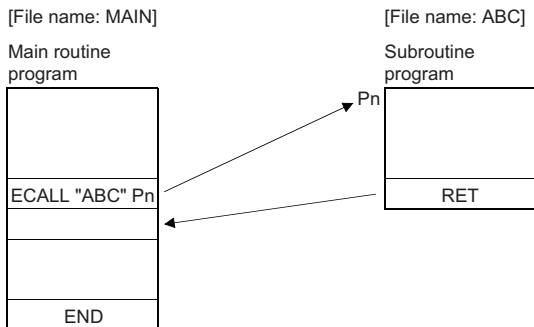 [File name: MAIN]
Main routine
program
ECALL "ABC" Pn
END
[File name: ABC]
Subroutine
program
Pn
RET